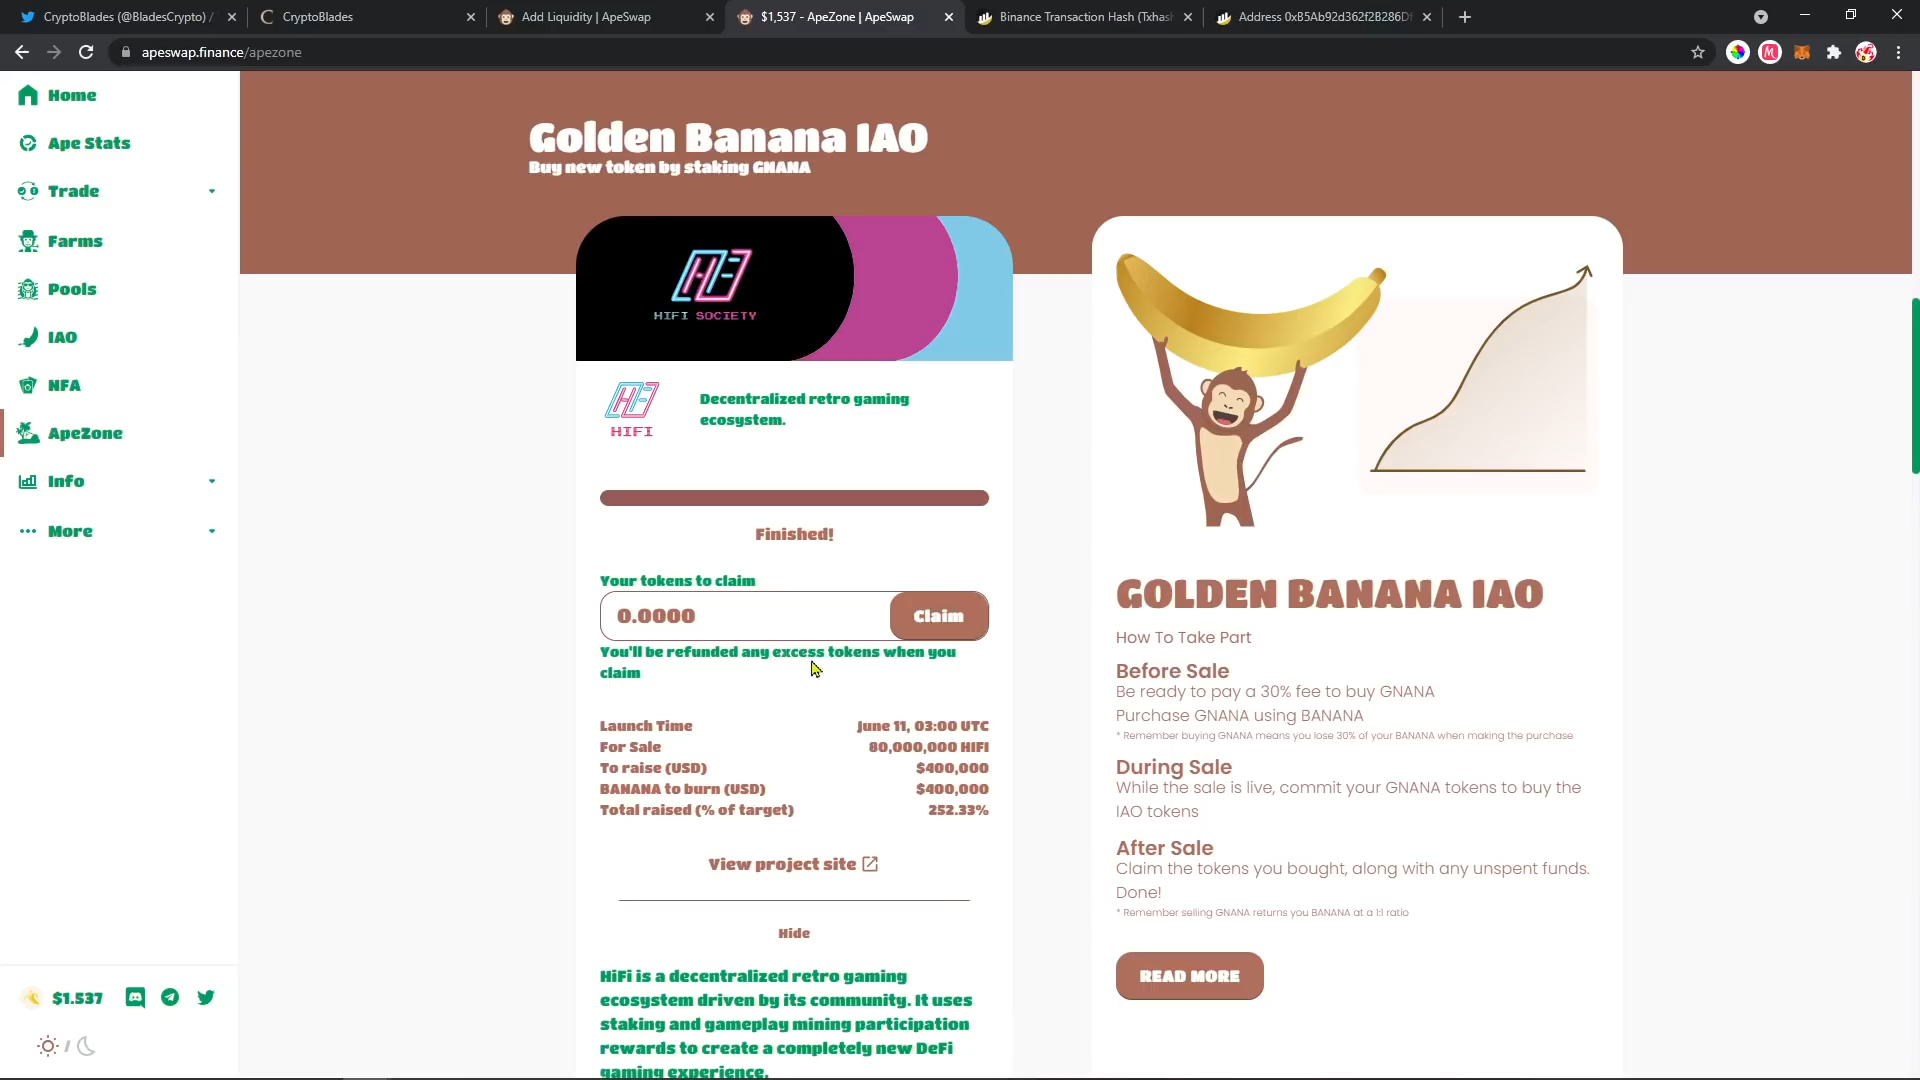 CryptoBlades (@BladesCrypto) /
CryptoBlades
Add Liquidity | ApeSwap
$1,537 - ApeZone | ApeSwap
Binance Transaction Hash (Txhash
Address 0xB5Ab92d362f2B286Df
apeswap.finance/apezone
Home
Ape Stats
Trade
Farms
Pools
IAO
NFA
ApeZone
Info
More
$1.537
/
Golden Banana IAO
Buy new token by staking GNANA
HIFI SOCIETY
HIFI
Decentralized retro gaming
ecosystem.
Finished!
Your tokens to claim
0.0000
Claim
You'll be refunded any excess tokens when you
claim
Launch Time June 11, 03:00 UTC
For Sale 80,000,000 HIFI
To raise (USD) $400,000
BANANA to burn (USD) $400,000
Total raised (% of target) 252.33%
View project site
Hide
HiFi is a decentralized retro gaming
ecosystem driven by its community. It uses
staking and gameplay mining participation
rewards to create a completely new DeFi
gaming experience.
GOLDEN BANANA IAO
How To Take Part
Before Sale
Be ready to pay a 30% fee to buy GNANA
Purchase GNANA using BANANA
* Remember buying GNANA means you lose 30% of your BANANA when making the purchase
During Sale
While the sale is live, commit your GNANA tokens to buy the
IAO tokens
After Sale
Claim the tokens you bought, along with any unspent funds.
Done!
* Remember selling GNANA returns you BANANA at a 1:1 ratio
READ MORE